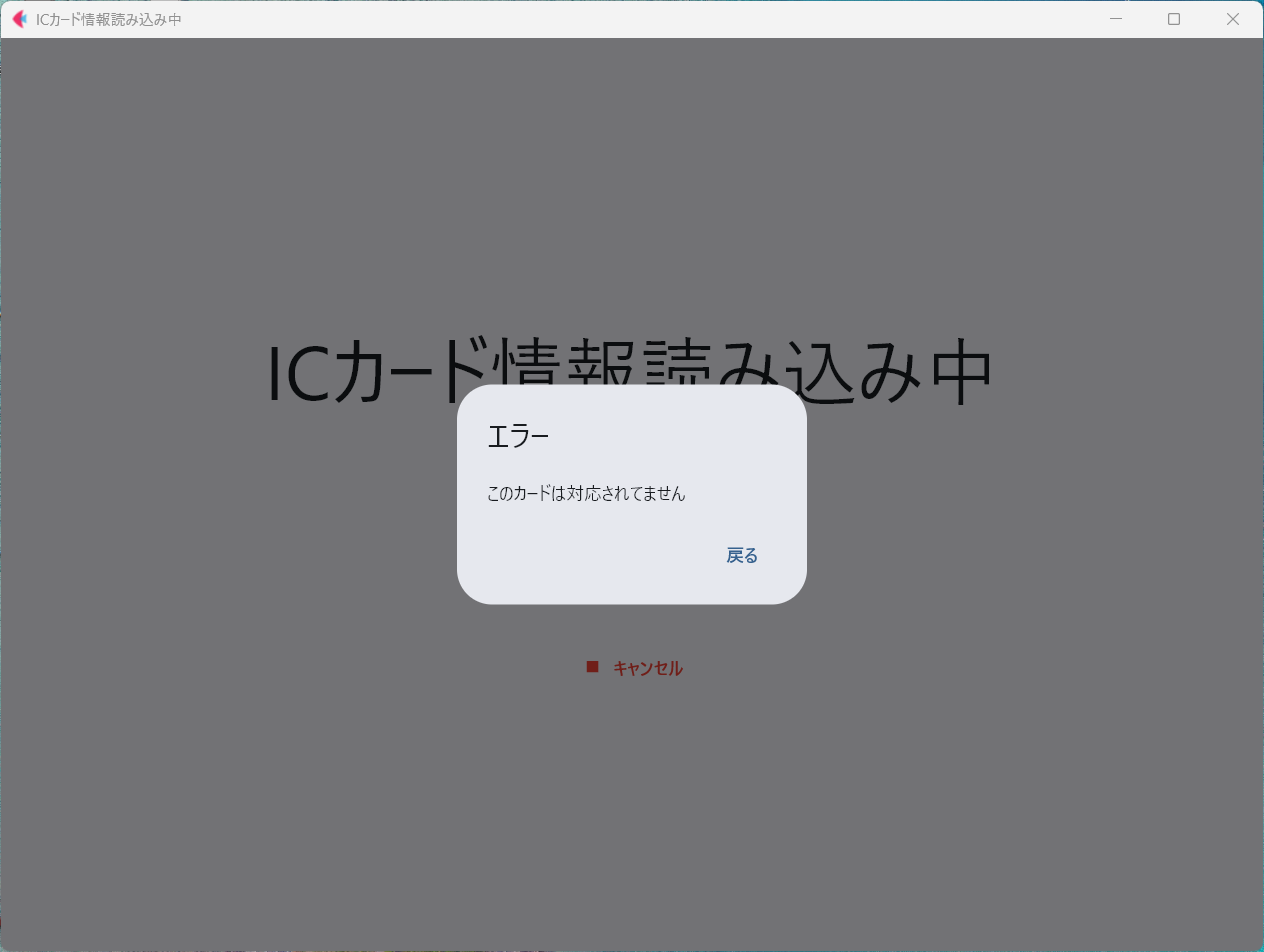 ICカード情報読み込み中
ICカード情報読み込み中
エラー
このカードは対応されてません
戻る
キャンセル